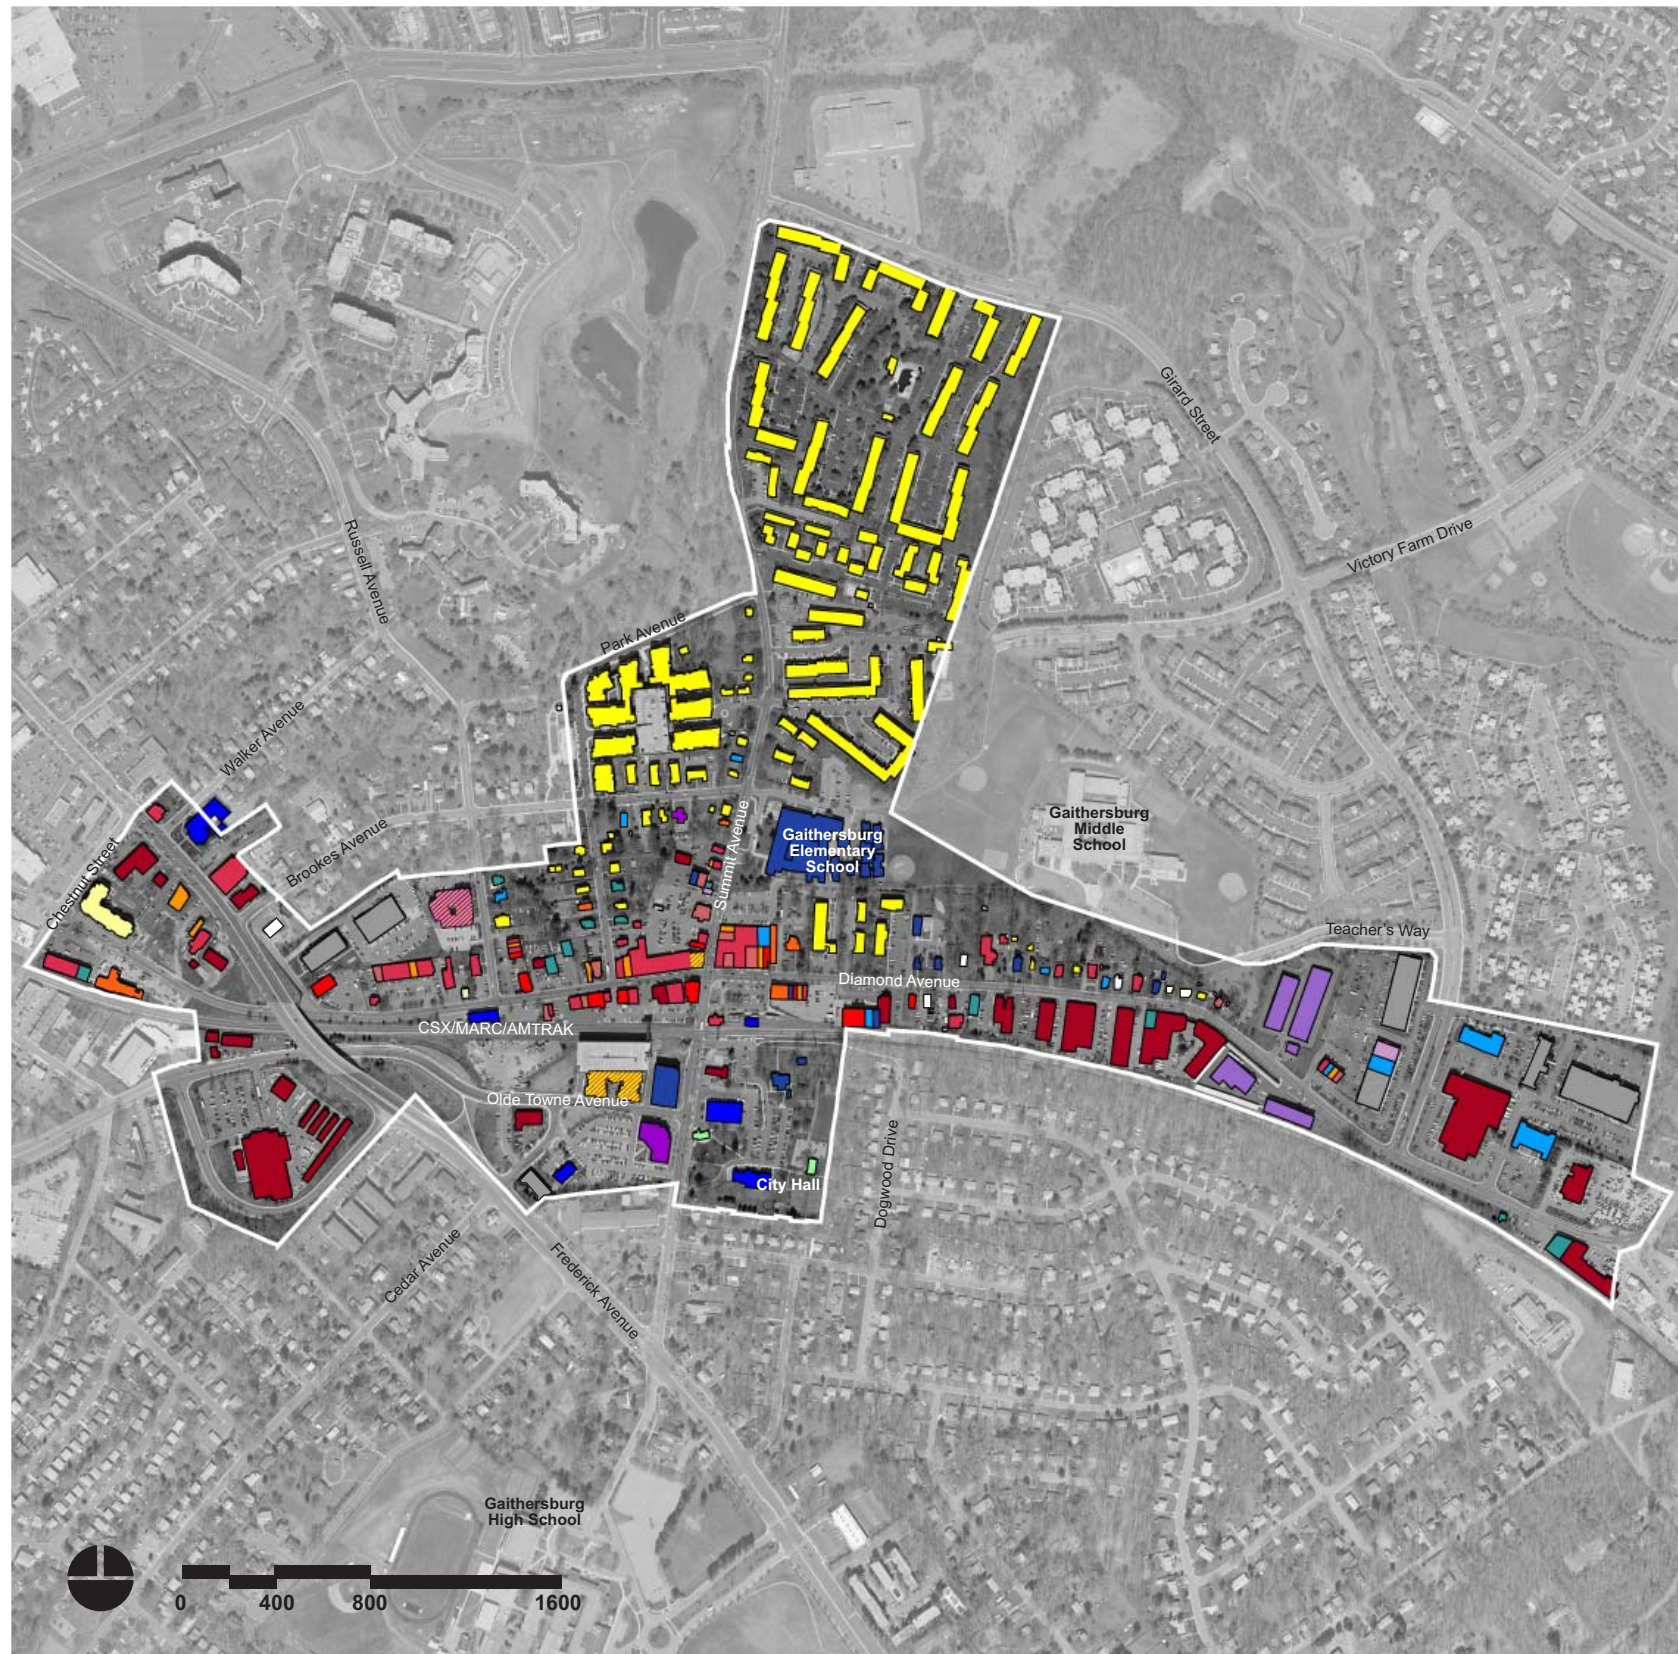 Girard Street
Victory Farm Drive
Russell Avenue
Park Avenue
Walker Avenue
Brookes Avenue
Chestnut Street
Summit Avenue
Gaithersburg
Elementary
School
Gaithersburg
Middle
School
Teacher's Way
Diamond Avenue
CSX/MARC/AMTRAK
Olde Towne Avenue
City Hall
Dogwood Drive
Cedar Avenue
Frederick Avenue
Gaithersburg
High School
0 400 800 1600